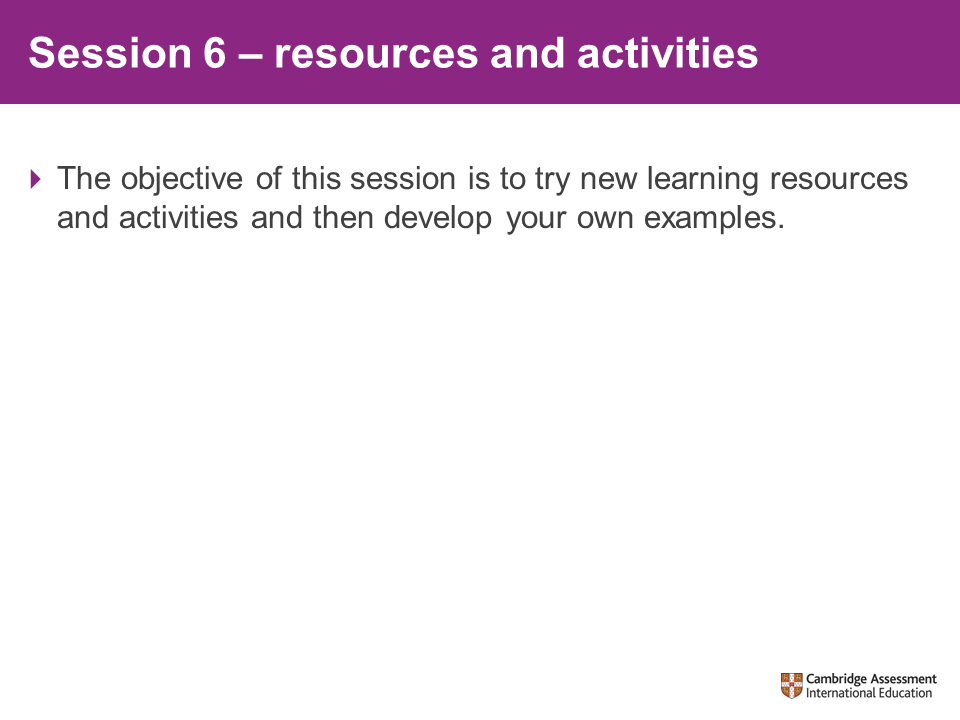 Session 6 – resources and activities
The objective of this session is to try new learning resources
and activities and then develop your own examples.
Cambridge Assessment
International Education